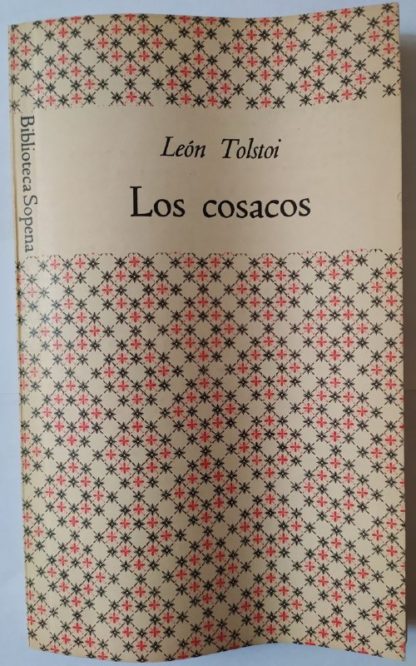 León Tolstoi
Los cosacos
Biblioteca Sopena